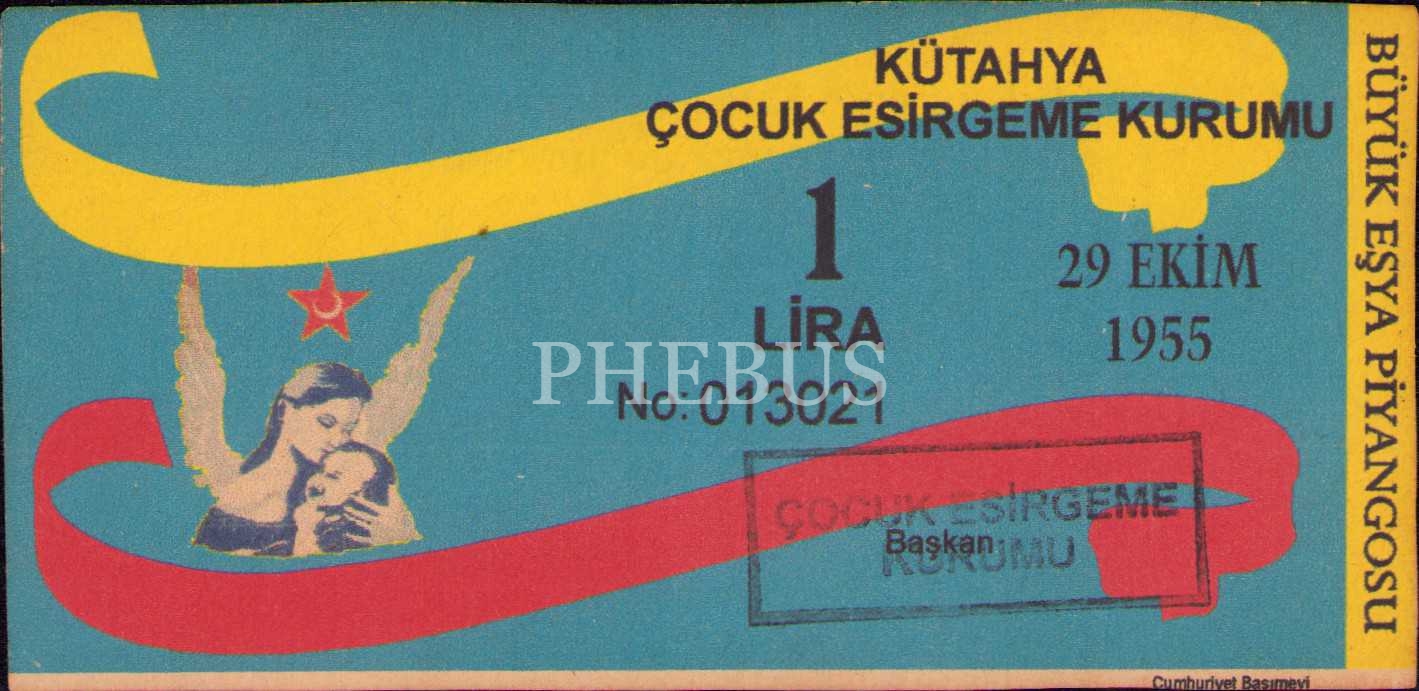 KÜTAHYA
ÇOCUK ESİRGEME KURUMU
1
LİRA
29 EKİM
1955
No: 013021
PHEBUS
ÇOCUK ESİRGEME
KURUMU
Başkan
BÜYÜK EŞYA PİYANGOSU
Cumhuriyet Basımevi